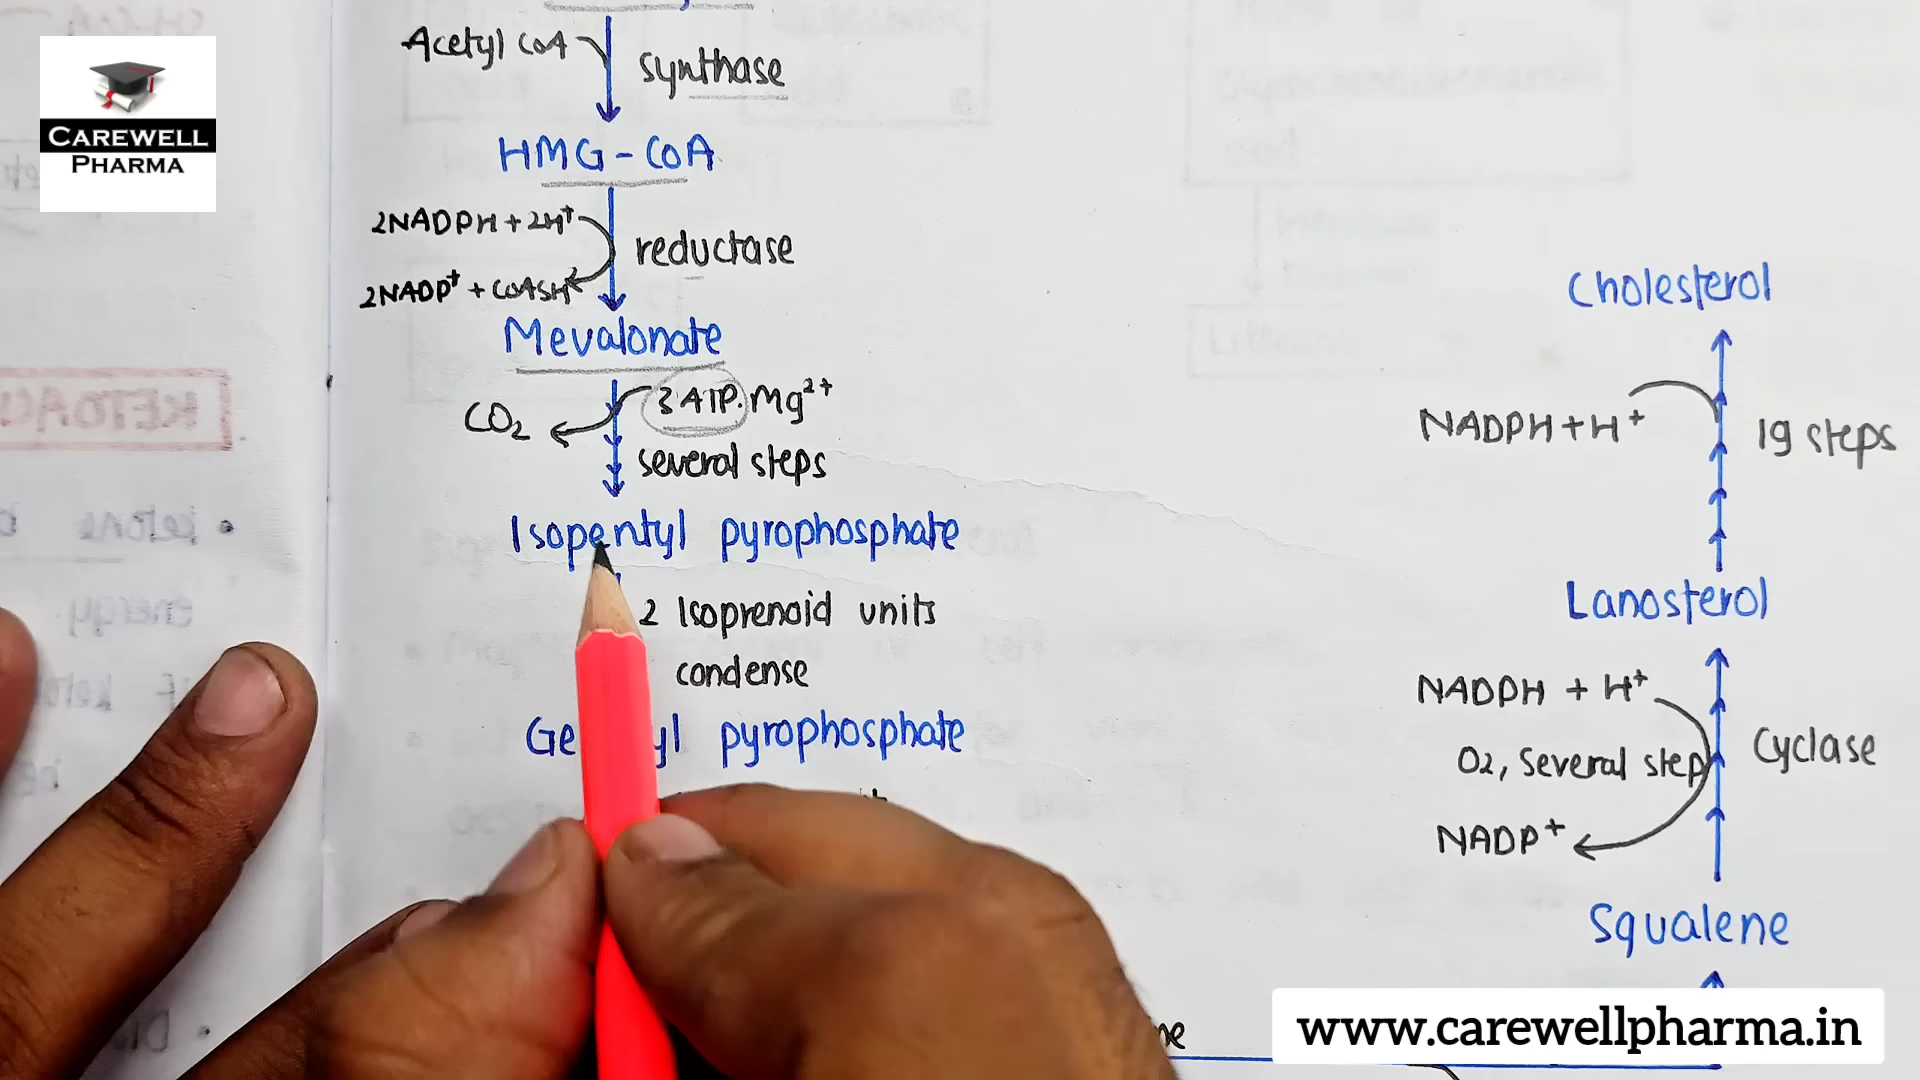 CAREWELL
PHARMA
Acetyl CoA
synthase
HMG-CoA
2NADPH + 2H+
reductase
2NADP+ + COASH
Mevalonate
CO2
3ATP.Mg2+
several steps
Isopentyl pyrophosphate
2 Isoprenoid units
condense
pyrophosphate
Cholesterol
NADPH+H+
19 steps
Lanosterol
NADPH + H+
O2, Several step
Cyclase
NADP+
Squalene
www.carewellpharma.in